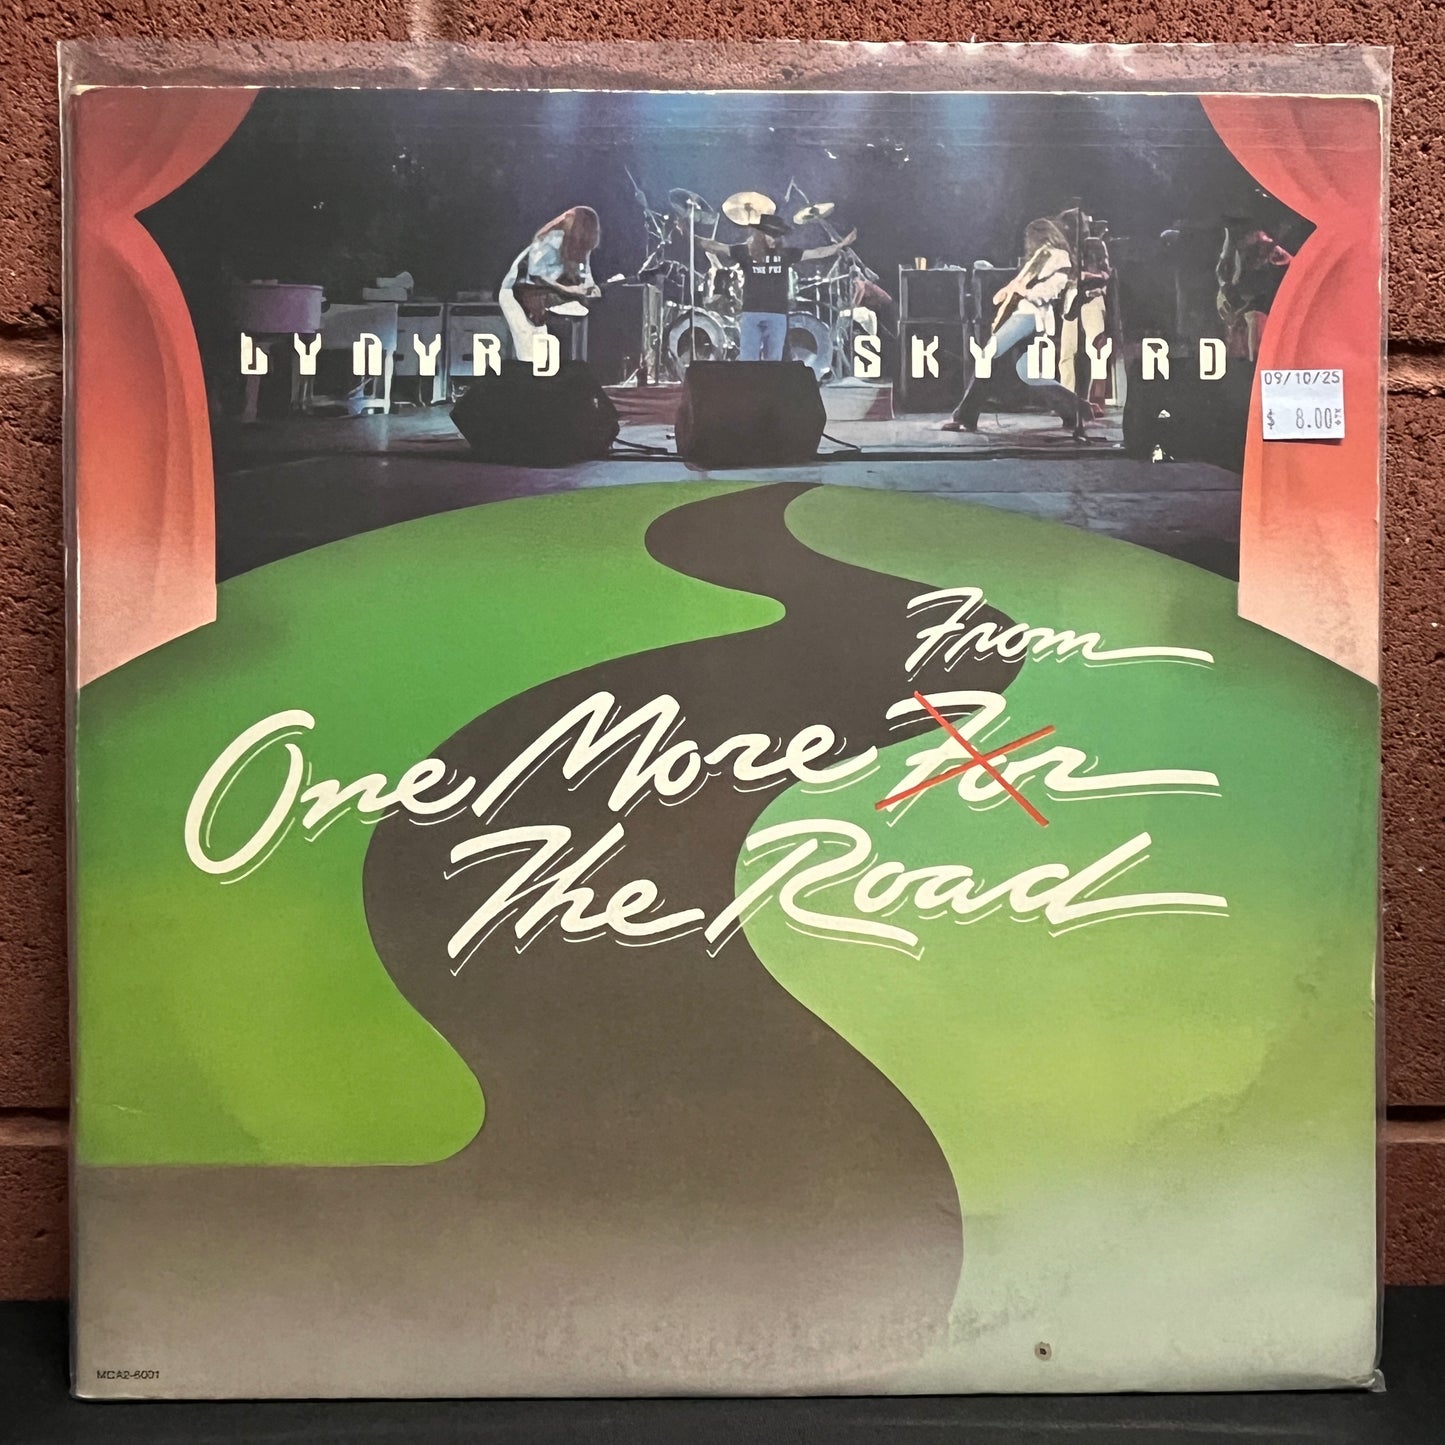 LYNYRD SKYNYRD
09/10/25
$ 8.00
From
One More For
The Road
MCA2-6001